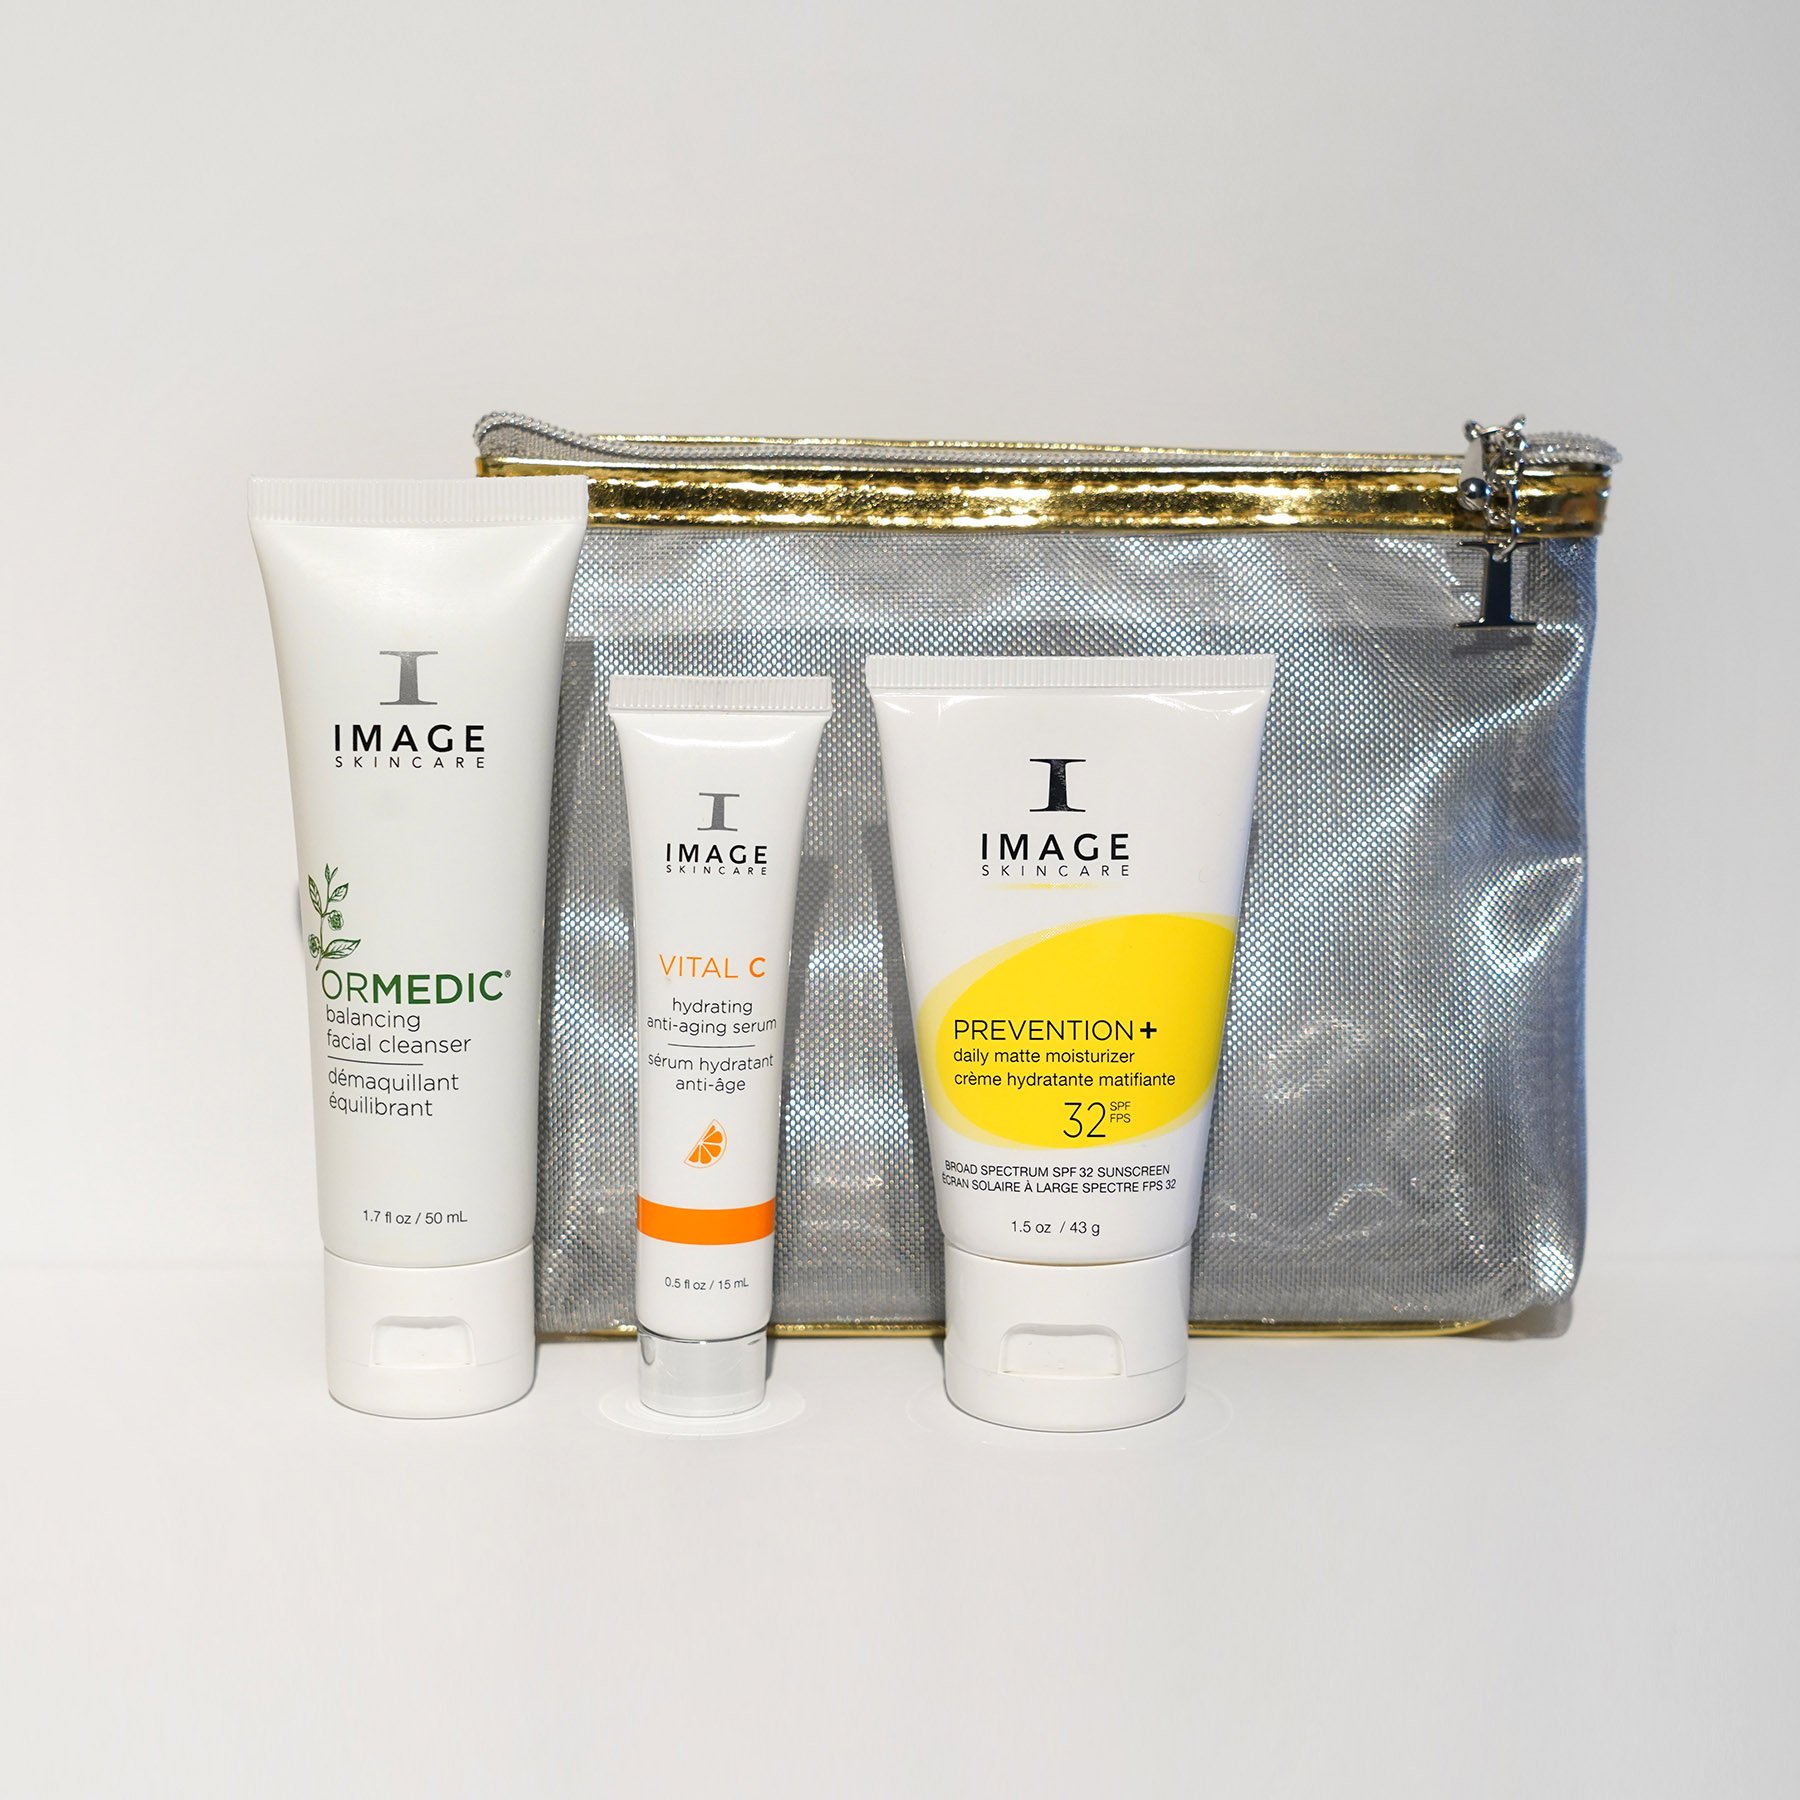 I
IMAGE
SKINCARE
ORMEDIC®
balancing
facial cleanser
démaquillant
équilibrant
1.7 fl oz / 50 mL
I
IMAGE
SKINCARE
VITAL C
hydrating
anti-aging serum
sérum hydratant
anti-âge
0.5 fl oz / 15 mL
I
IMAGE
SKINCARE
PREVENTION+
daily matte moisturizer
crème hydratante matifiante
32 SPF
FPS
BROAD SPECTRUM SPF 32 SUNSCREEN
ÉCRAN SOLAIRE À LARGE SPECTRE FPS 32
1.5 oz / 43 g
I